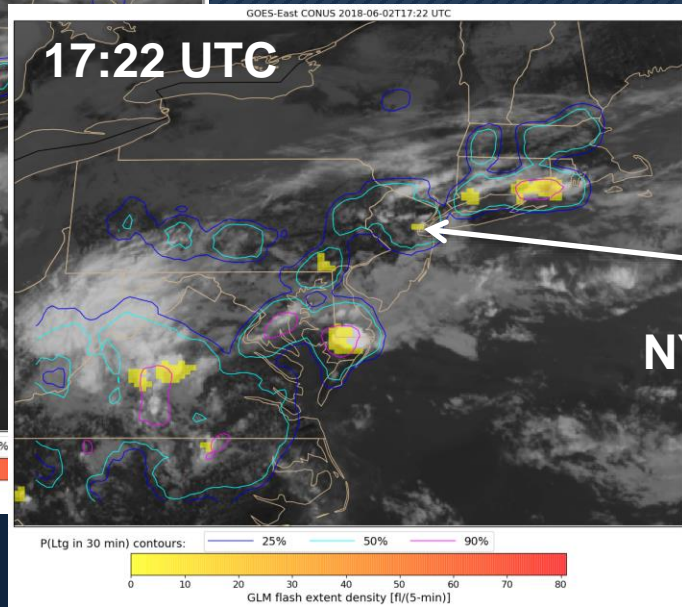 GOES-East CONUS 2018-06-02T17:22 UTC
17:22 UTC
NY
%
P(Ltg in 30 min) contours: 25% 50% 90%
0 10 20 30 40 50 60 70 80
GLM flash extent density [fl/(5-min)]